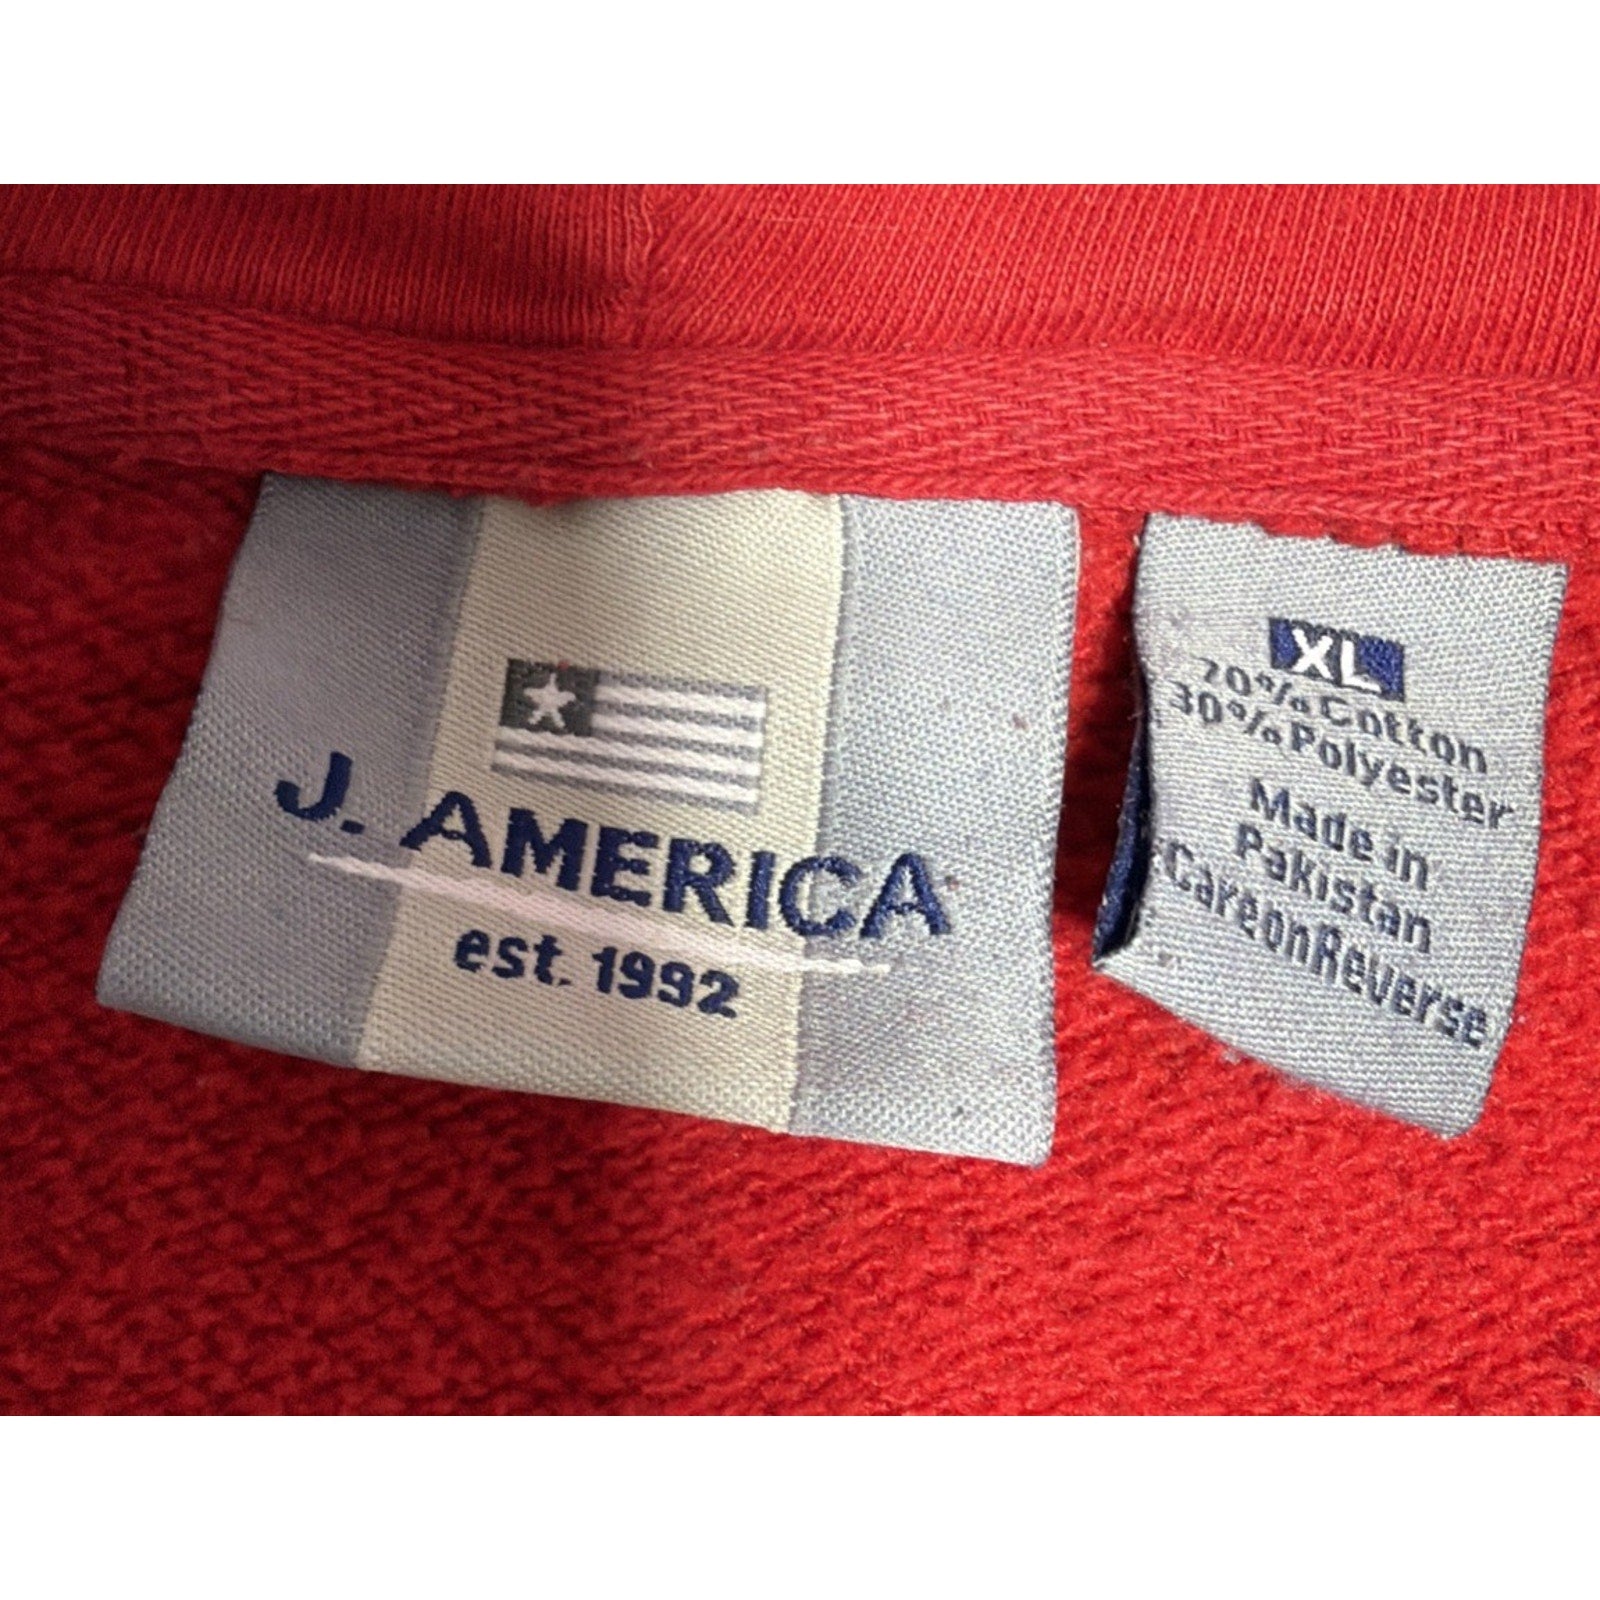 J. AMERICA
est. 1992
XL
70% Cotton
30% Polyester
Made in
Pakistan
CareonReverse